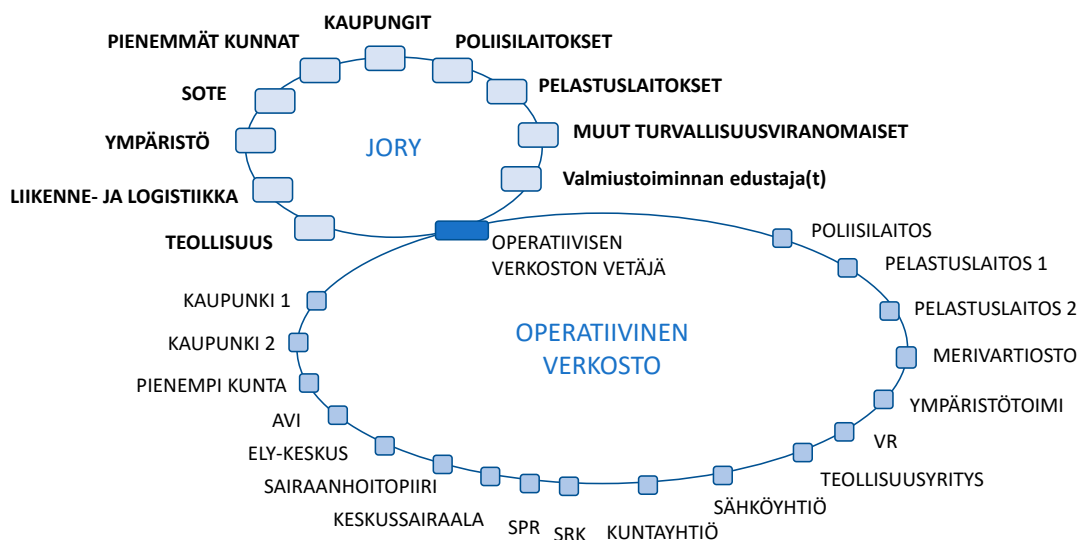 KAUPUNGIT
PIENEMMÄT KUNNAT
POLIISILAITOKSET
SOTE
PELASTUSLAITOKSET
YMPÄRISTÖ
JORY
MUUT TURVALLISUUSVIRANOMAISET
LIIKENNE- JA LOGISTIIKKA
Valmiustoiminnan edustaja(t)
TEOLLISUUS
OPERATIIVISEN
VERKOSTON VETÄJÄ
POLIISILAITOS
PELASTUSLAITOS 1
KAUPUNKI 1
PELASTUSLAITOS 2
OPERATIIVINEN
VERKOSTO
KAUPUNKI 2
MERIVARTIOSTO
PIENEMPI KUNTA
YMPÄRISTÖTOIMI
AVI
VR
ELY-KESKUS
TEOLLISUUSYRITYS
SAIRAANHOITOPIIRI
SÄHKÖYHTIÖ
KESKUSSAIRAALA
SPR
SRK
KUNTAYHTIÖ